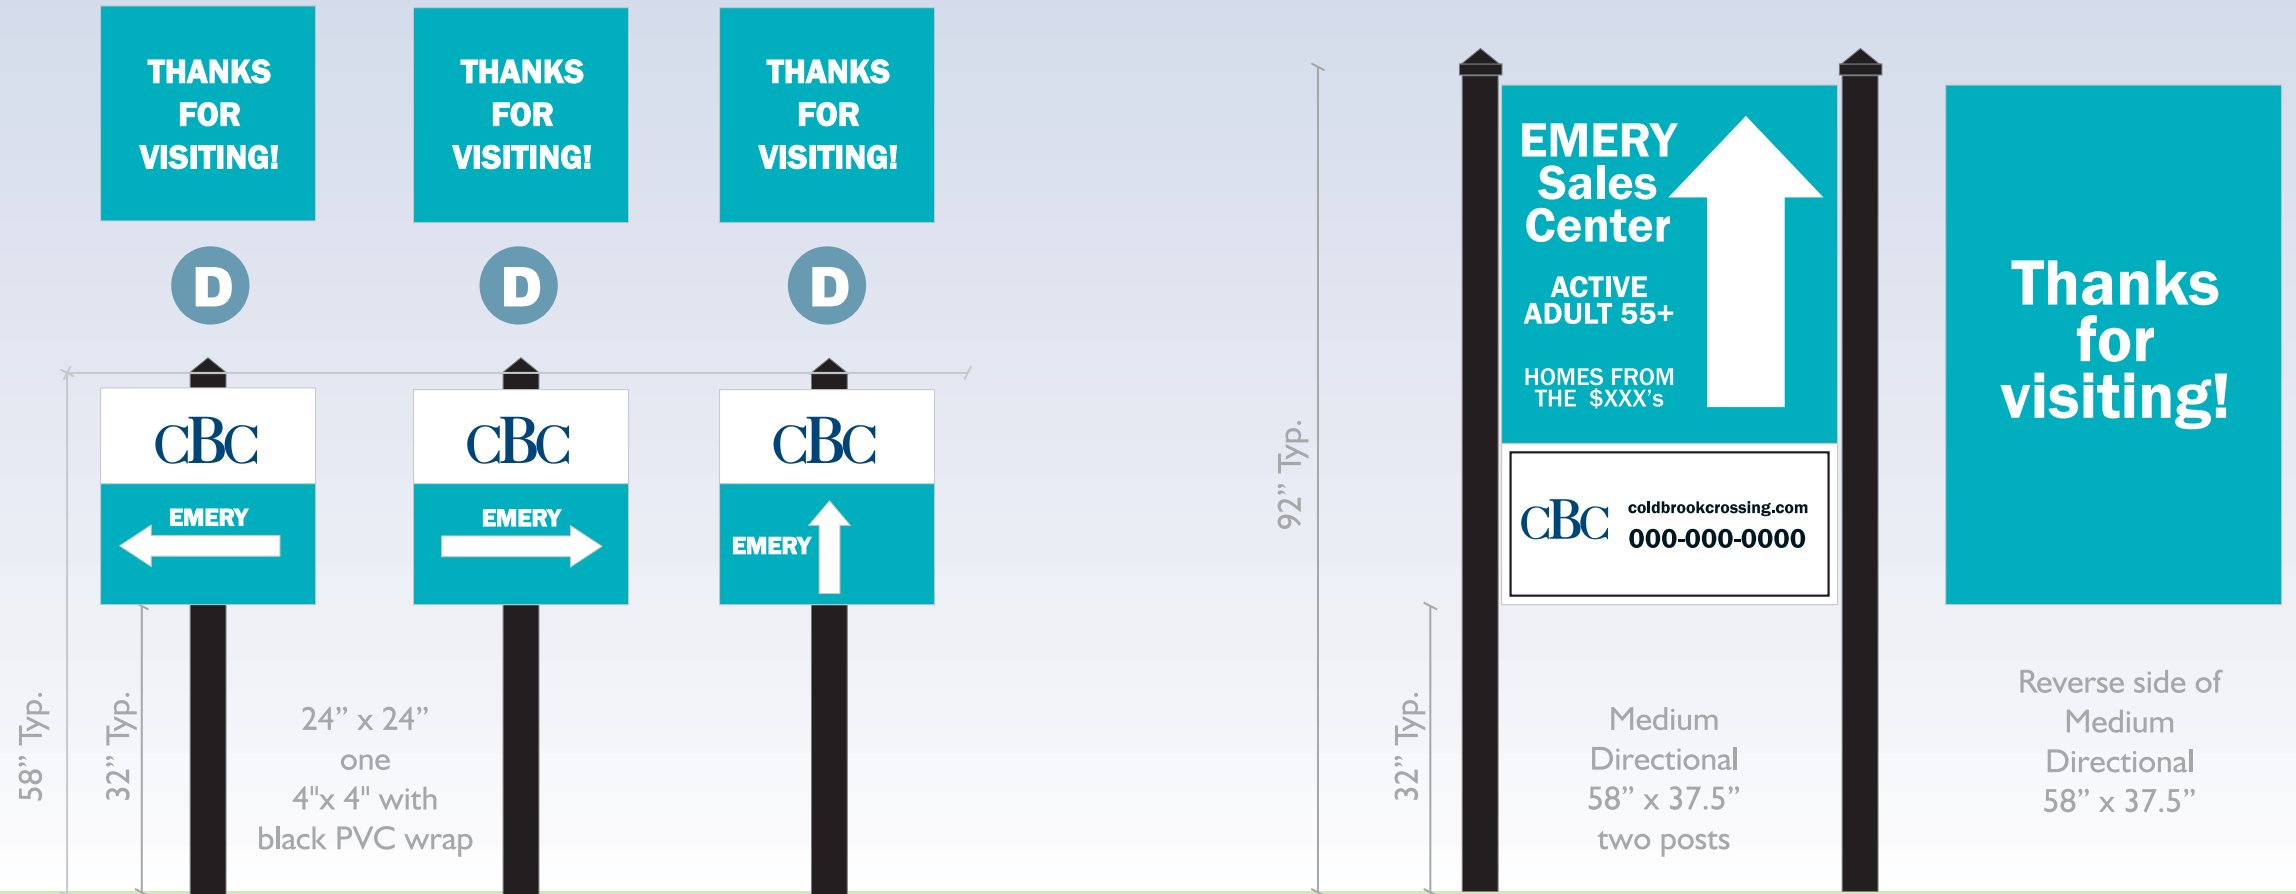 THANKS
FOR
VISITING!
THANKS
FOR
VISITING!
THANKS
FOR
VISITING!
D
D
D
CBC
EMERY
CBC
EMERY
CBC
EMERY
58” Typ.
32” Typ.
24” x 24”
one
4"x 4" with
black PVC wrap
92” Typ.
32” Typ.
EMERY
Sales
Center
ACTIVE
ADULT 55+
HOMES FROM
THE $XXX's
CBC
coldbrookcrossing.com
000-000-0000
Medium
Directional
58” x 37.5”
two posts
Thanks
for
visiting!
Reverse side of
Medium
Directional
58” x 37.5”